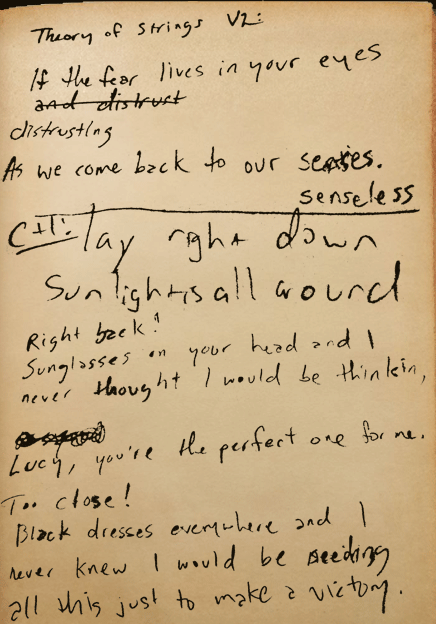 Theory of Strings V2:
If the fear lives in your eyes
and distrust
distrusting
As we come back to our senses.
senseless
CII: lay right down
Sunlight is all around
Right back!
Sunglasses on your head and I
never thought I would be thinkin,
Lucy, you're the perfect one for me.
Too close!
Black dresses everywhere and I
never knew I would be needing
all this just to make a victory.